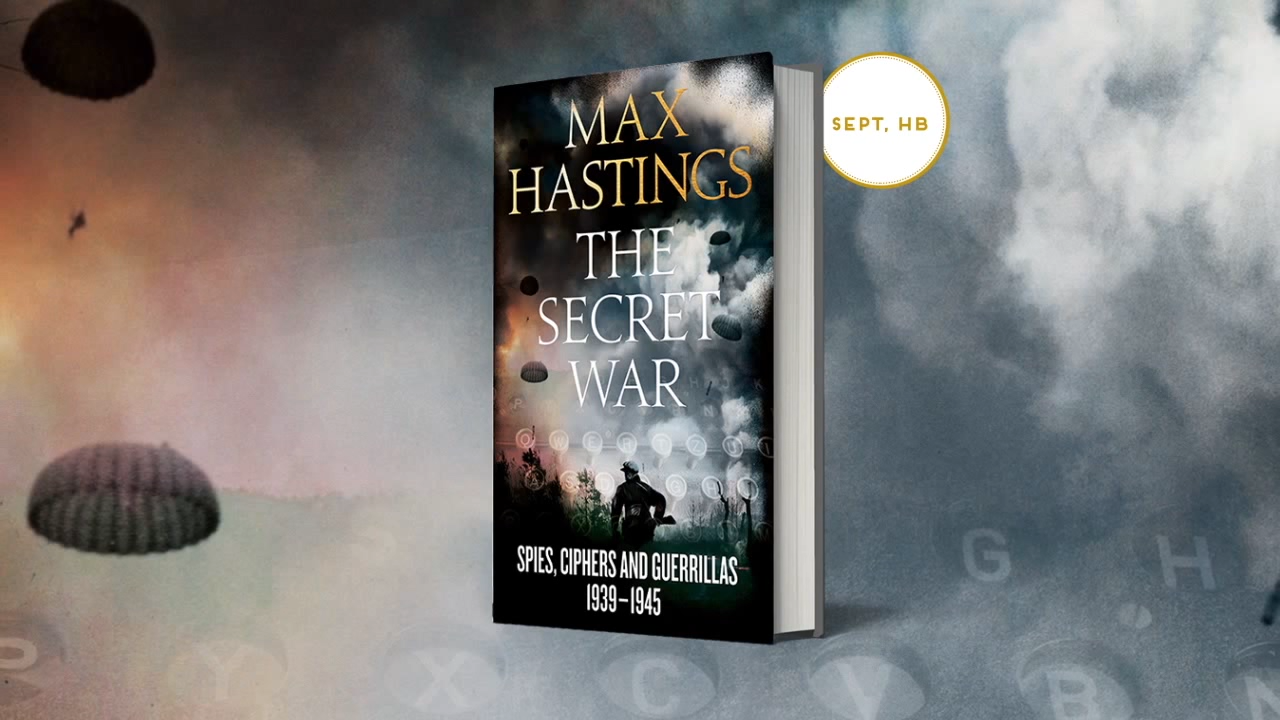 MAX
HASTINGS
THE
SECRET
WAR
SPIES, CIPHERS AND GUERRILLAS
1939–1945
SEPT, HB
G H
P Y X C V B N